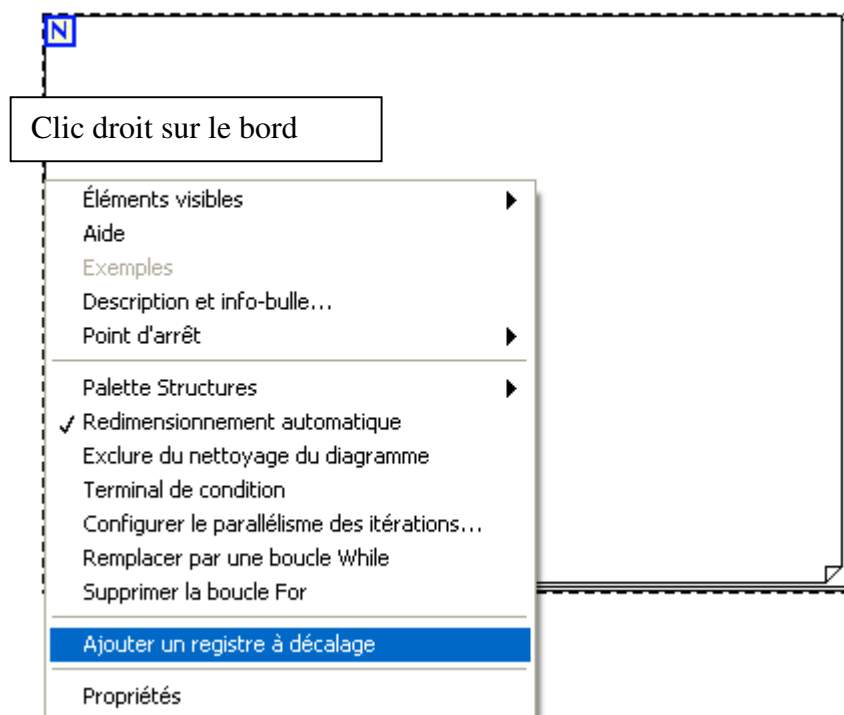 N
Clic droit sur le bord
Éléments visibles
Aide
Exemples
Description et info-bulle...
Point d'arrêt
Palette Structures
Redimensionnement automatique
Exclure du nettoyage du diagramme
Terminal de condition
Configurer le parallélisme des itérations...
Remplacer par une boucle While
Supprimer la boucle For
Ajouter un registre à décalage
Propriétés